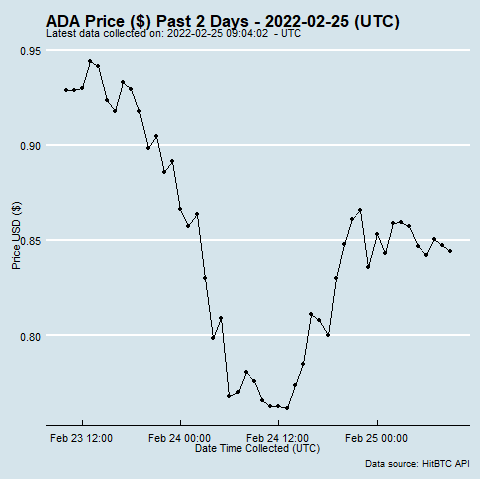 ADA Price ($) Past 2 Days - 2022-02-25 (UTC)
Latest data collected on: 2022-02-25 09:04:02 - UTC
0.95
0.90
0.85
0.80
Price USD ($)
Feb 23 12:00
Feb 24 00:00
Feb 24 12:00
Feb 25 00:00
Date Time Collected (UTC)
Data source: HitBTC API